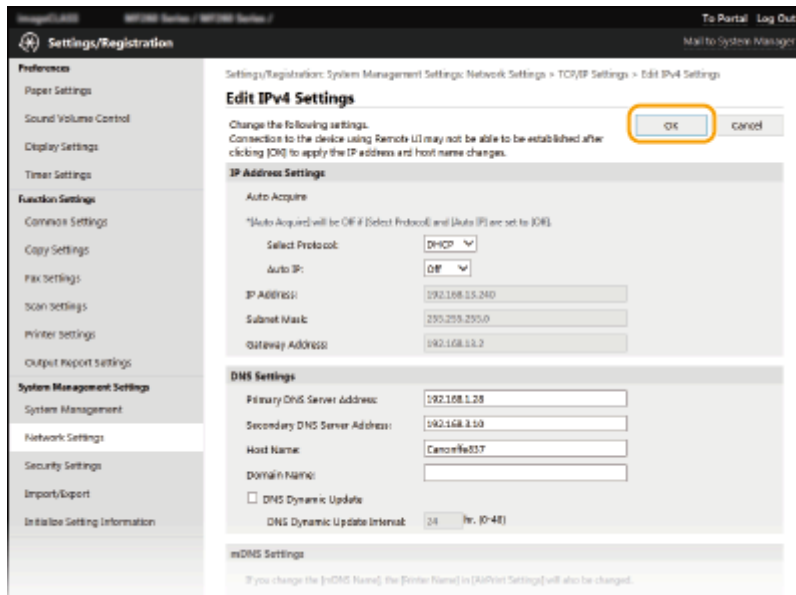 imageCLASS
To Portal Log Out
Settings/Registration
Mail to System Manager
Preferences
Paper Settings
Sound Volume Control
Display Settings
Timer Settings
Function Settings
Common Settings
Copy Settings
Fax Settings
Scan Settings
Printer Settings
Output Report Settings
System Management Settings
System Management
Network Settings
Security Settings
Import/Export
Initialize Setting Information
Settings/Registration: System Management Settings: Network Settings > TCP/IP Settings > Edit IPv4 Settings
Edit IPv4 Settings
Change the following settings.
Connection to the device using Remote UI may not be able to be established after
clicking [OK] to apply the IP address and host name changes.
OK
Cancel
IP Address Settings
Auto Acquire
*[Auto Acquire] will be Off if [Select Protocol] and [Auto IP] are set to [Off].
Select Protocol: DHCP
Auto IP: Off
IP Address: 192.168.13.240
Subnet Mask: 255.255.255.0
Gateway Address: 192.168.13.2
DNS Settings
Primary DNS Server Address: 192.168.1.28
Secondary DNS Server Address: 192.168.3.10
Host Name: Canonffe837
Domain Name:
DNS Dynamic Update
DNS Dynamic Update Interval: 24 hr. (0-48)
mDNS Settings
If you change the [mDNS Name], the [Printer Name] in [AirPrint Settings] will also be changed.